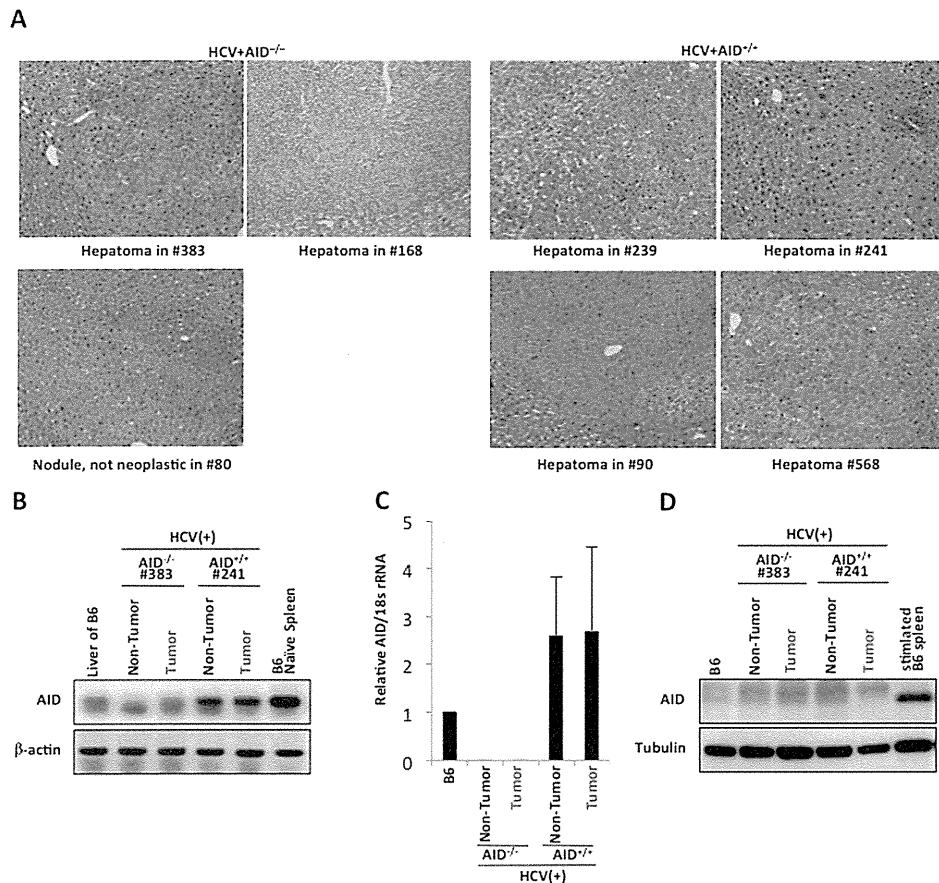 A
HCV+AID–/–
HCV+AID+/+
Hepatoma in #383
Hepatoma in #168
Hepatoma in #239
Hepatoma in #241
Nodule, not neoplastic in #80
Hepatoma in #90
Hepatoma #568
B
HCV(+)
AID-/-
#383
AID+/+
#241
Liver of B6
Non-Tumor
Tumor
Non-Tumor
Tumor
B6
Naïve Spleen
AID
β-actin
C
Relative AID/18s rRNA
5
4
3
2
1
0
B6
Non-Tumor
Tumor
Non-Tumor
Tumor
AID-/-
AID+/+
HCV(+)
D
HCV(+)
AID-/-
#383
AID+/+
#241
B6
Non-Tumor
Tumor
Non-Tumor
Tumor
stimlated
B6 spleen
AID
Tubulin